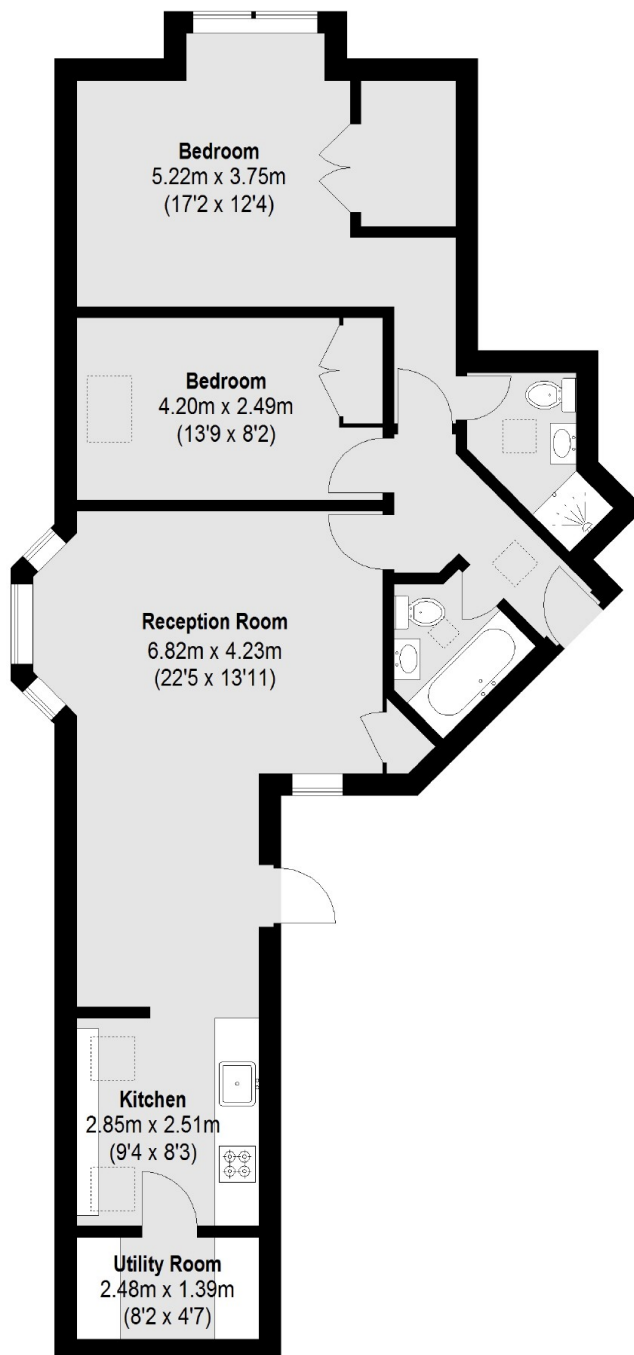 Bedroom
5.22m x 3.75m
(17'2 x 12'4)
Bedroom
4.20m x 2.49m
(13'9 x 8'2)
Reception Room
6.82m x 4.23m
(22'5 x 13'11)
Kitchen
2.85m x 2.51m
(9'4 x 8'3)
Utility Room
2.48m x 1.39m
(8'2 x 4'7)